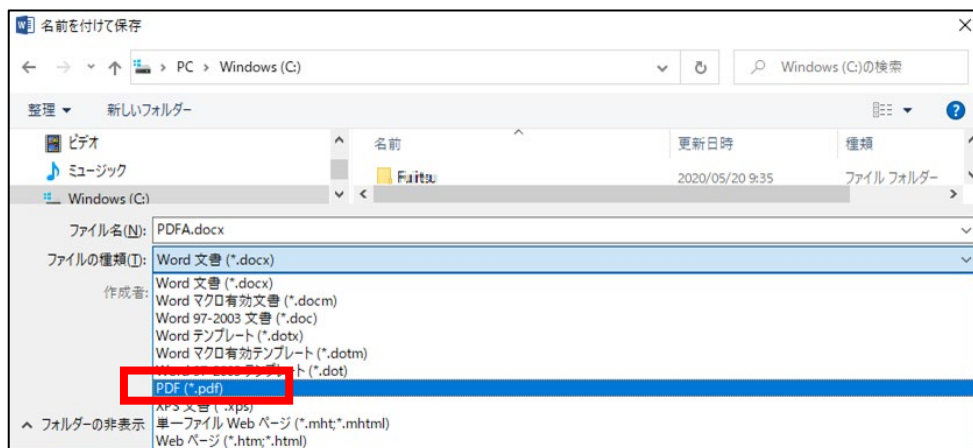 名前を付けて保存
PC > Windows (C:)
Windows (C:)の検索
整理 新しいフォルダー
ビデオ
ミュージック
Windows (C:)
名前 更新日時 種類
Fujitsu 2020/05/20 9:35 ファイル フォルダー
ファイル名(N): PDFA.docx
ファイルの種類(T): Word 文書 (*.docx)
作成者:
Word 文書 (*.docx)
Word マクロ有効文書 (*.docm)
Word 97-2003 文書 (*.doc)
Word テンプレート (*.dotx)
Word マクロ有効テンプレート (*.dotm)
Word 97-2003 テンプレート (*.dot)
PDF (*.pdf)
XPS 文書 (*.xps)
フォルダーの非表示
単一ファイル Web ページ (*.mht;*.mhtml)
Web ページ (*.htm;*.html)